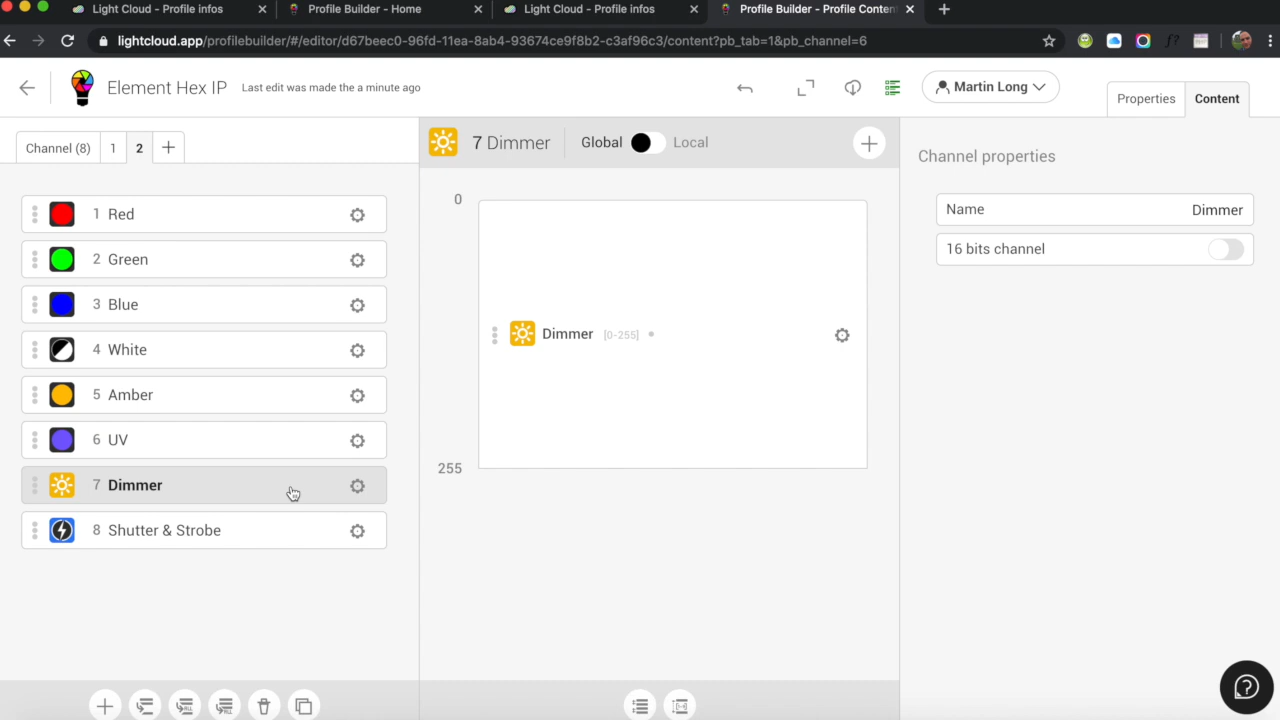 Light Cloud - Profile infos
Profile Builder - Home
Light Cloud - Profile infos
Profile Builder - Profile Conten
lightcloud.app/profilebuilder/#/editor/d67beec0-96fd-11ea-8ab4-93674ce9f8b2-c3af96c3/content?pb_tab=1&pb_channel=6
Element Hex IP
Last edit was made the a minute ago
Martin Long
Properties
Content
Channel (8)
1
2
7 Dimmer
Global
Local
Channel properties
1 Red
2 Green
3 Blue
4 White
5 Amber
6 UV
7 Dimmer
8 Shutter & Strobe
0
Dimmer [0-255]
255
Name
Dimmer
16 bits channel